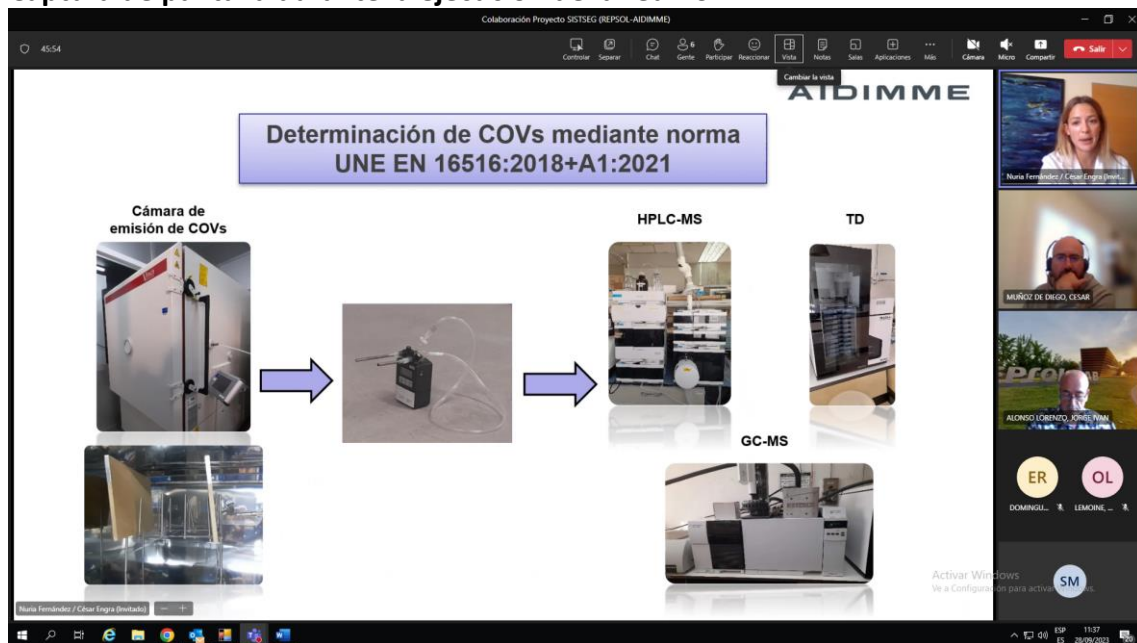 Colaboración Proyecto SISTSEG (REPSOL-AIDIMME)
45:54
Controlar
Separar
Chat
6
Gente
Participar
Reaccionar
Vista
Notas
Salas
Aplicaciones
Más
Cámara
Micro
Compartir
Salir
Cambiar la vista
AIDIMME
Determinación de COVs mediante norma
UNE EN 16516:2018+A1:2021
Cámara de
emisión de COVs
HPLC-MS
TD
GC-MS
Nuria Fernández / César Engra (Invit...
MUÑOZ DE DIEGO, CESAR
ALONSO LORENZO, JORGE IVAN
ER
OL
DOMINGU...
LEMOINE, ...
SM
Activar Windows
Ve a Configuración para activar Windows.
Nuria Fernández / César Engra (Invitado)
ESP
ES
11:37
28/09/2023